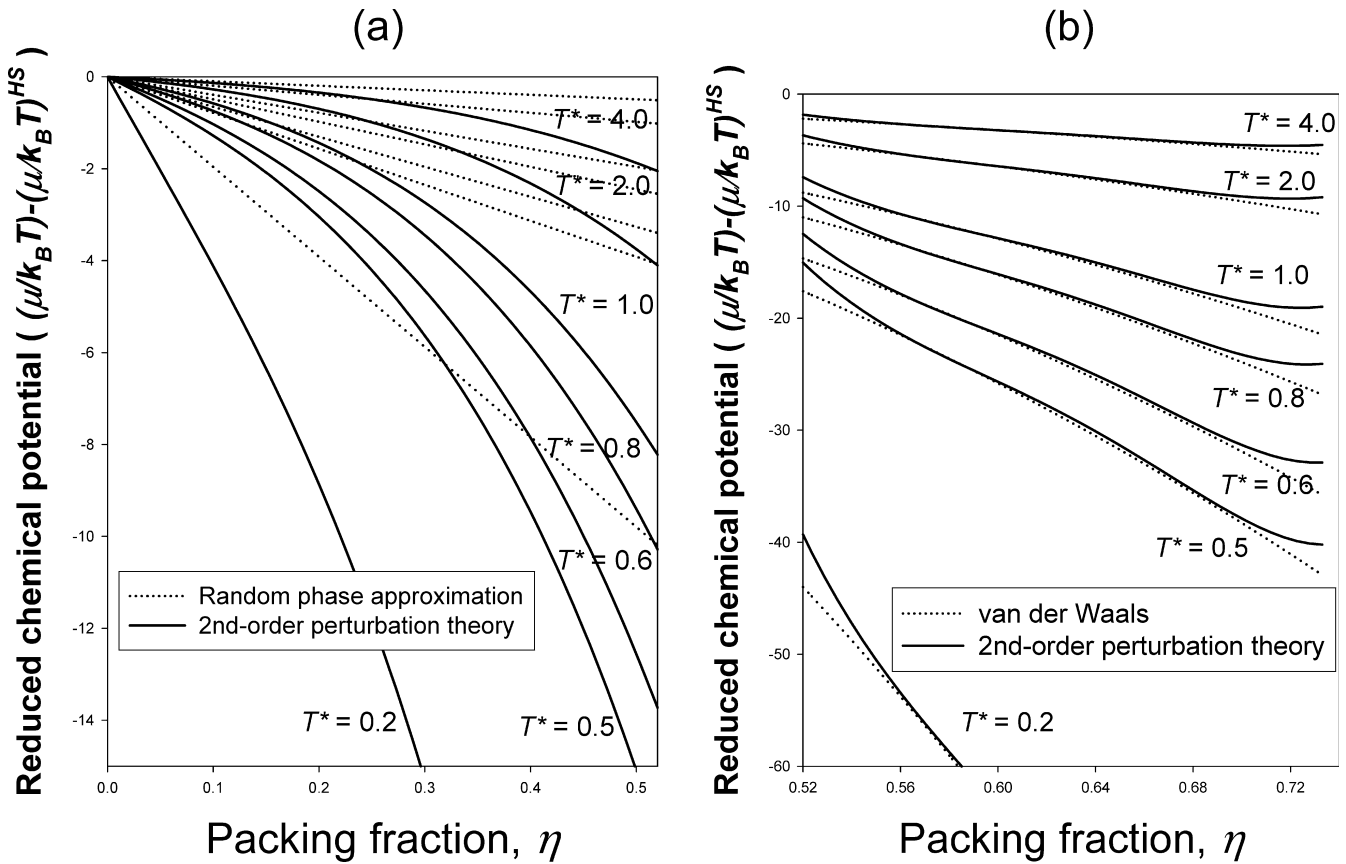 (a)
Reduced chemical potential ( (μ/k_BT)-(μ/k_BT)^HS )
0
-2
-4
-6
-8
-10
-12
-14
T* = 4.0
T* = 2.0
T* = 1.0
T* = 0.8
T* = 0.6
T* = 0.2
T* = 0.5
Random phase approximation
2nd-order perturbation theory
0.0
0.1
0.2
0.3
0.4
0.5
Packing fraction, η
(b)
Reduced chemical potential ( (μ/k_BT)-(μ/k_BT)^HS )
0
-10
-20
-30
-40
-50
-60
T* = 4.0
T* = 2.0
T* = 1.0
T* = 0.8
T* = 0.6
T* = 0.5
T* = 0.2
van der Waals
2nd-order perturbation theory
0.52
0.56
0.60
0.64
0.68
0.72
Packing fraction, η